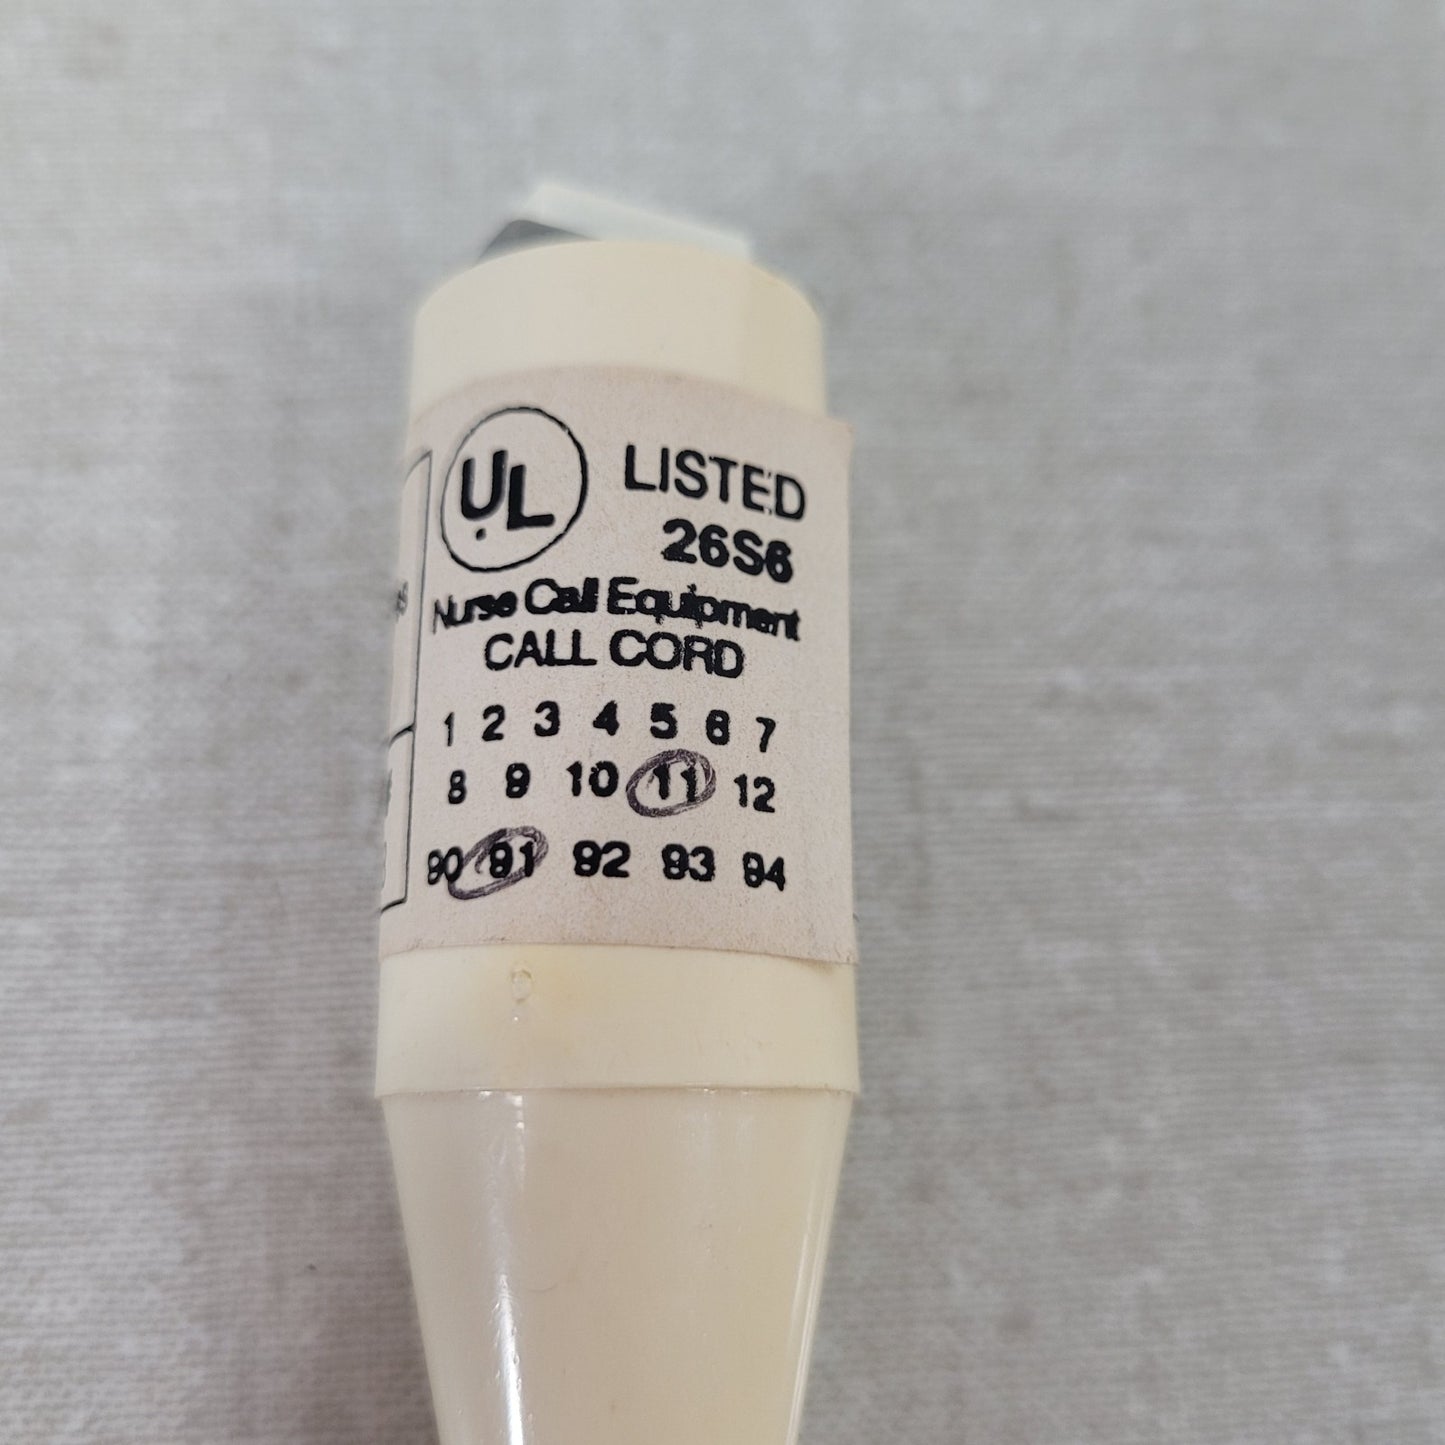 UL LISTED
26S6
Nurse Call Equipment
CALL CORD
1 2 3 4 5 6 7
8 9 10 11 12
90 91 92 93 94